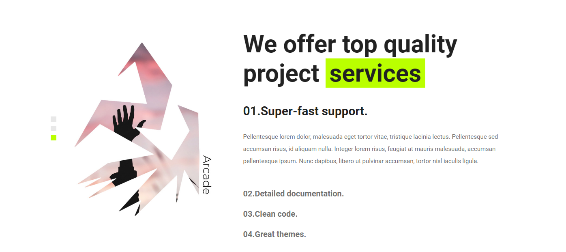 We offer top quality
project services
01.Super-fast support.
Pellentesque lorem dolor, malesuada eget tortor vitae, tristique lacinia lectus. Pellentesque sed
accumsan risus, id aliquam nulla. Integer lorem risus, feugiat at mauris malesuada, accumsan
pellentesque ipsum. Nunc dapibus, libero ut pulvinar accumsan, tortor nisl iaculis ligula.
Arcade
02.Detailed documentation.
03.Clean code.
04.Great themes.